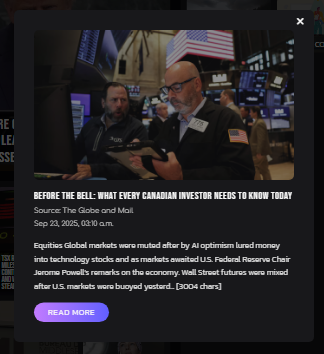 ×
BEFORE THE BELL: WHAT EVERY CANADIAN INVESTOR NEEDS TO KNOW TODAY
Source: The Globe and Mail
Sep 23, 2025, 03:10 a.m.
Equities Global markets were muted after by AI optimism lured money
into technology stocks and as markets awaited U.S. Federal Reserve Chair
Jerome Powell's remarks on the economy. Wall Street futures were mixed
after U.S. markets were buoyed yesterd... [3004 chars]
READ MORE